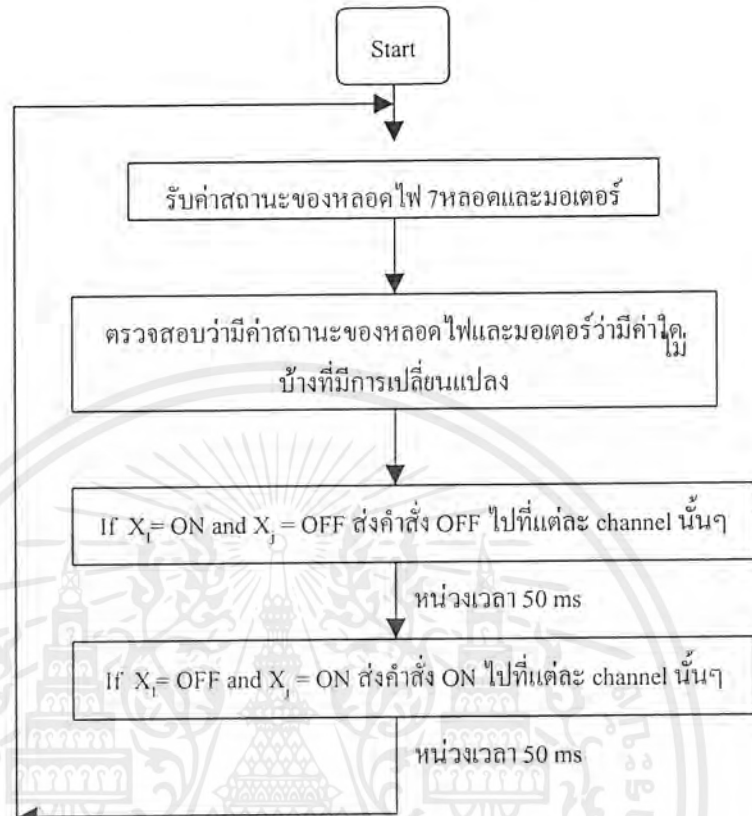 Start
รับค่าสถานะของหลอดไฟ 7หลอดและมอเตอร์
ตรวจสอบว่ามีค่าสถานะของหลอดไฟและมอเตอร์ว่ามีค่าใด
ไม่
บ้างที่มีการเปลี่ยนแปลง
If X_I= ON and X_J = OFF ส่งคำสั่ง OFF ไปที่แต่ละ channel นั้นๆ
หน่วงเวลา 50 ms
If X_I= OFF and X_J = ON ส่งคำสั่ง ON ไปที่แต่ละ channel นั้นๆ
หน่วงเวลา 50 ms